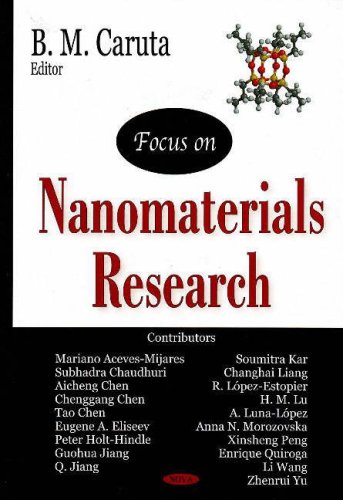 B. M. Caruta
Editor
Focus on
Nanomaterials
Research
Contributors
Mariano Aceves-Mijares
Subhadra Chaudhuri
Aicheng Chen
Chenggang Chen
Tao Chen
Eugene A. Eliseev
Peter Holt-Hindle
Guohua Jiang
Q. Jiang
Soumitra Kar
Changhai Liang
R. López-Estopier
H. M. Lu
A. Luna-López
Anna N. Morozovska
Xinsheng Peng
Enrique Quiroga
Li Wang
Zhenrui Yu
NOVA